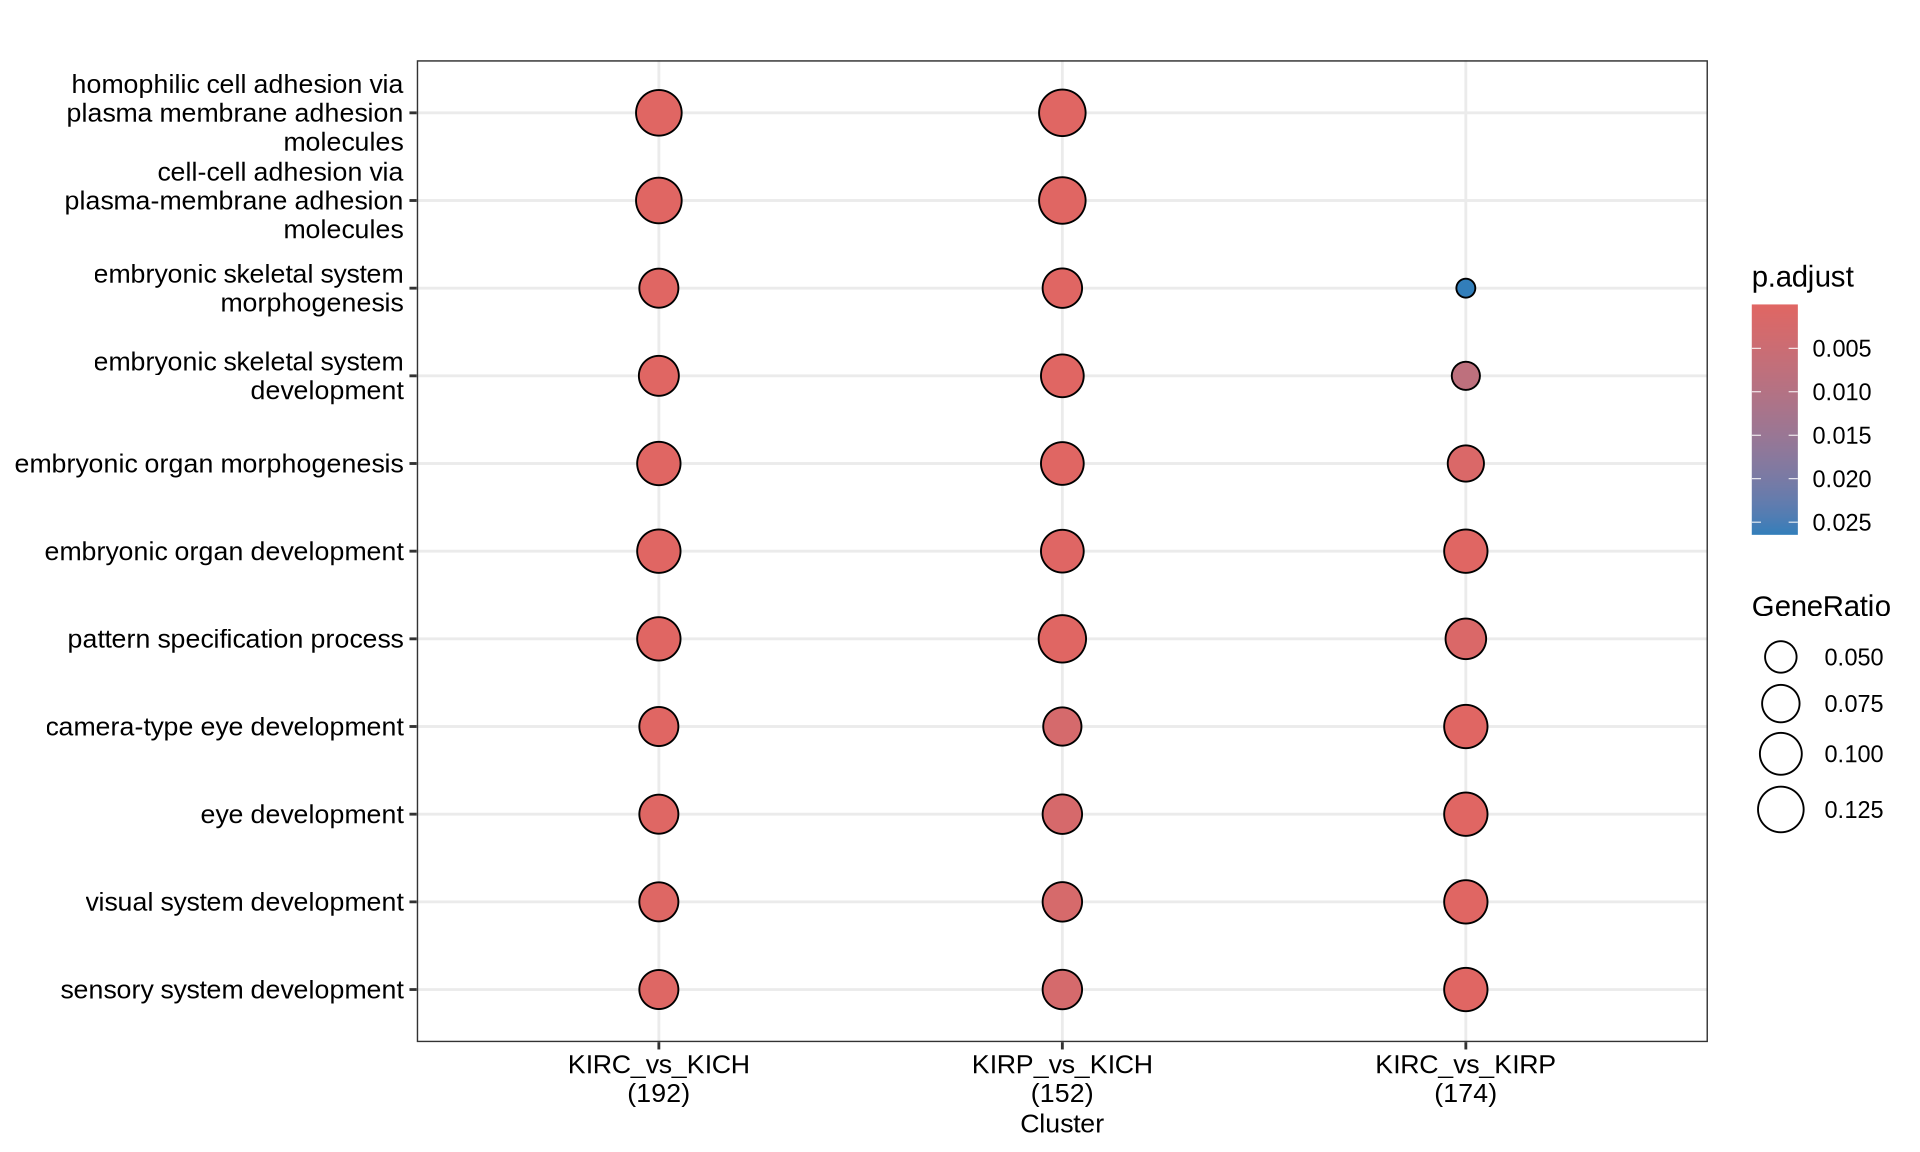 homophilic cell adhesion via
plasma membrane adhesion
molecules
cell-cell adhesion via
plasma-membrane adhesion
molecules
embryonic skeletal system
morphogenesis
embryonic skeletal system
development
embryonic organ morphogenesis
embryonic organ development
pattern specification process
camera-type eye development
eye development
visual system development
sensory system development
KIRC_vs_KICH
(192)
KIRP_vs_KICH
(152)
KIRC_vs_KIRP
(174)
Cluster
p.adjust
0.005
0.010
0.015
0.020
0.025
GeneRatio
0.050
0.075
0.100
0.125